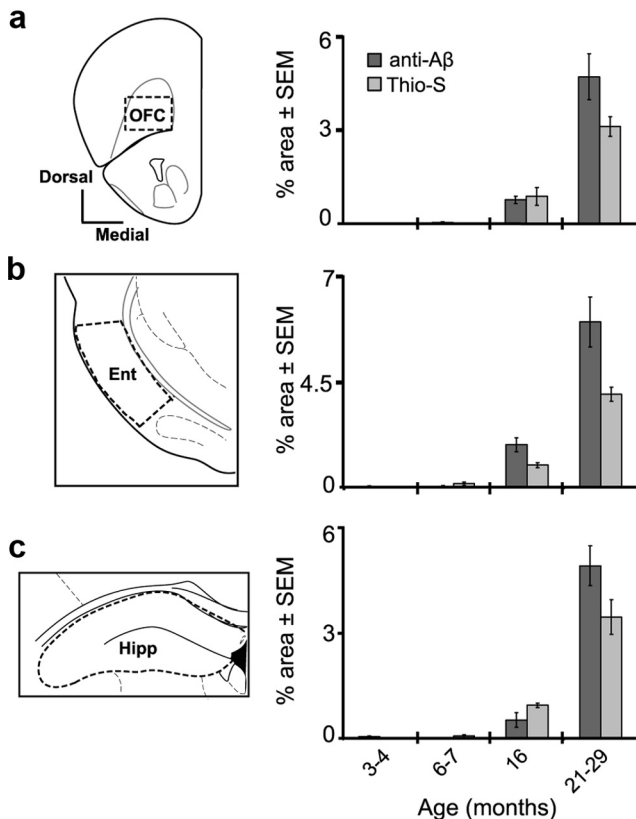 a
OFC
Dorsal
Medial
% area ± SEM
6
3
0
anti-Aβ
Thio-S
b
Ent
% area ± SEM
7
4.5
0
c
Hipp
% area ± SEM
6
3
0
3-4
6-7
16
21-29
Age (months)